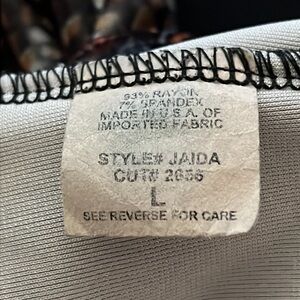 93% RAYON
7% SPANDEX
MADE IN U.S.A. OF
IMPORTED FABRIC
STYLE# JAIDA
CUT# 2656
L
SEE REVERSE FOR CARE